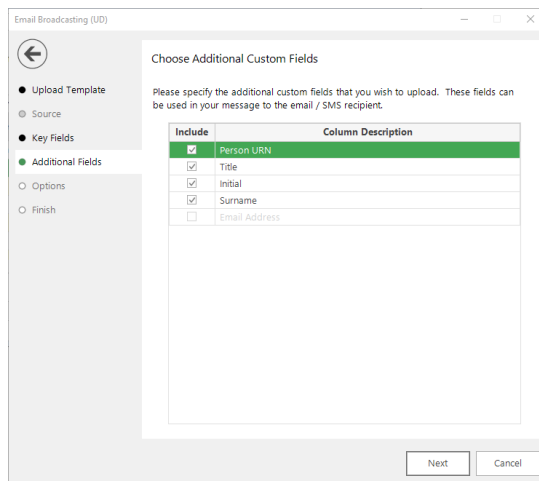 Email Broadcasting (UD)
Upload Template
Source
Key Fields
Additional Fields
Options
Finish
Choose Additional Custom Fields
Please specify the additional custom fields that you wish to upload. These fields can
be used in your message to the email / SMS recipient.
Include Column Description
Person URN
Title
Initial
Surname
Email Address
Next Cancel